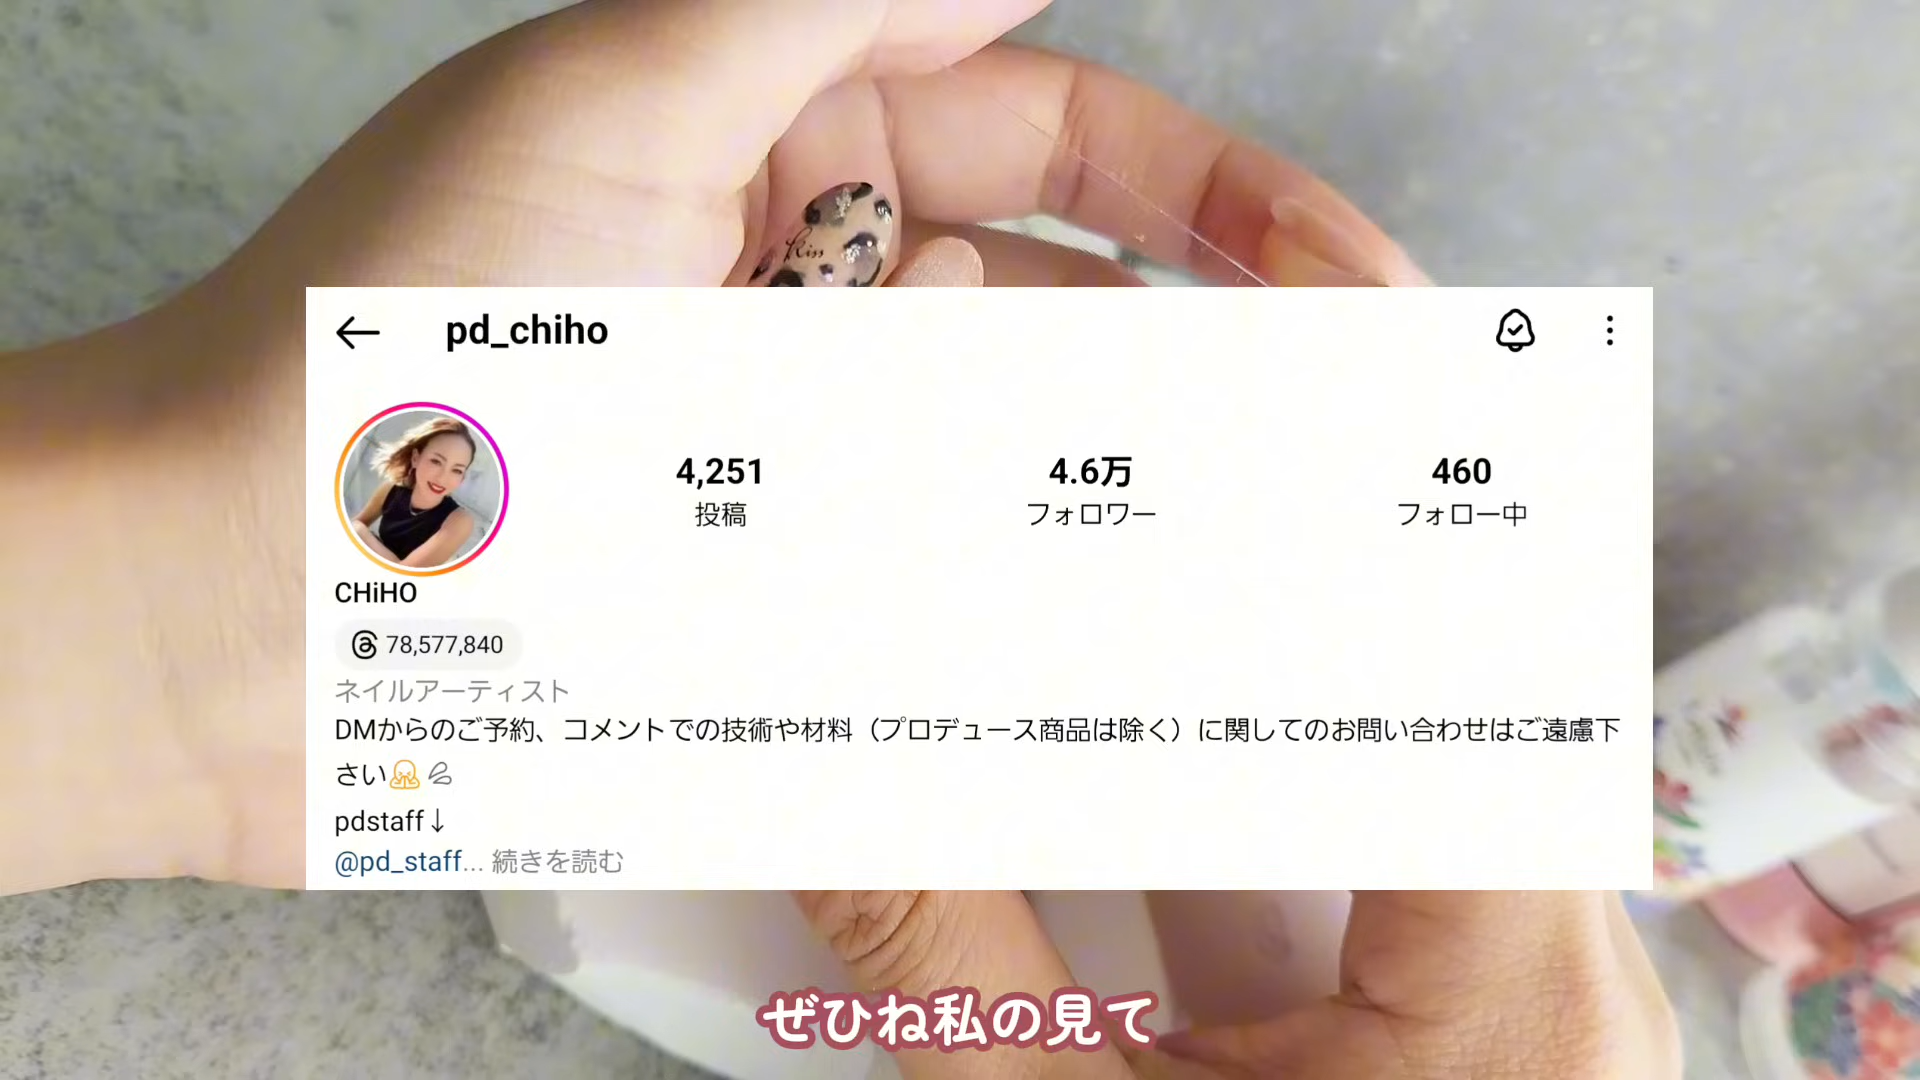 Kiss
pd_chiho
4,251
投稿
4.6万
フォロワー
460
フォロー中
CHiHO
78,577,840
ネイルアーティスト
DMからのご予約、コメントでの技術や材料（プロデュース商品は除く）に関してのお問い合わせはご遠慮下
さい🙇💦
pdstaff↓
@pd_staff... 続きを読む
ぜひね私の見て